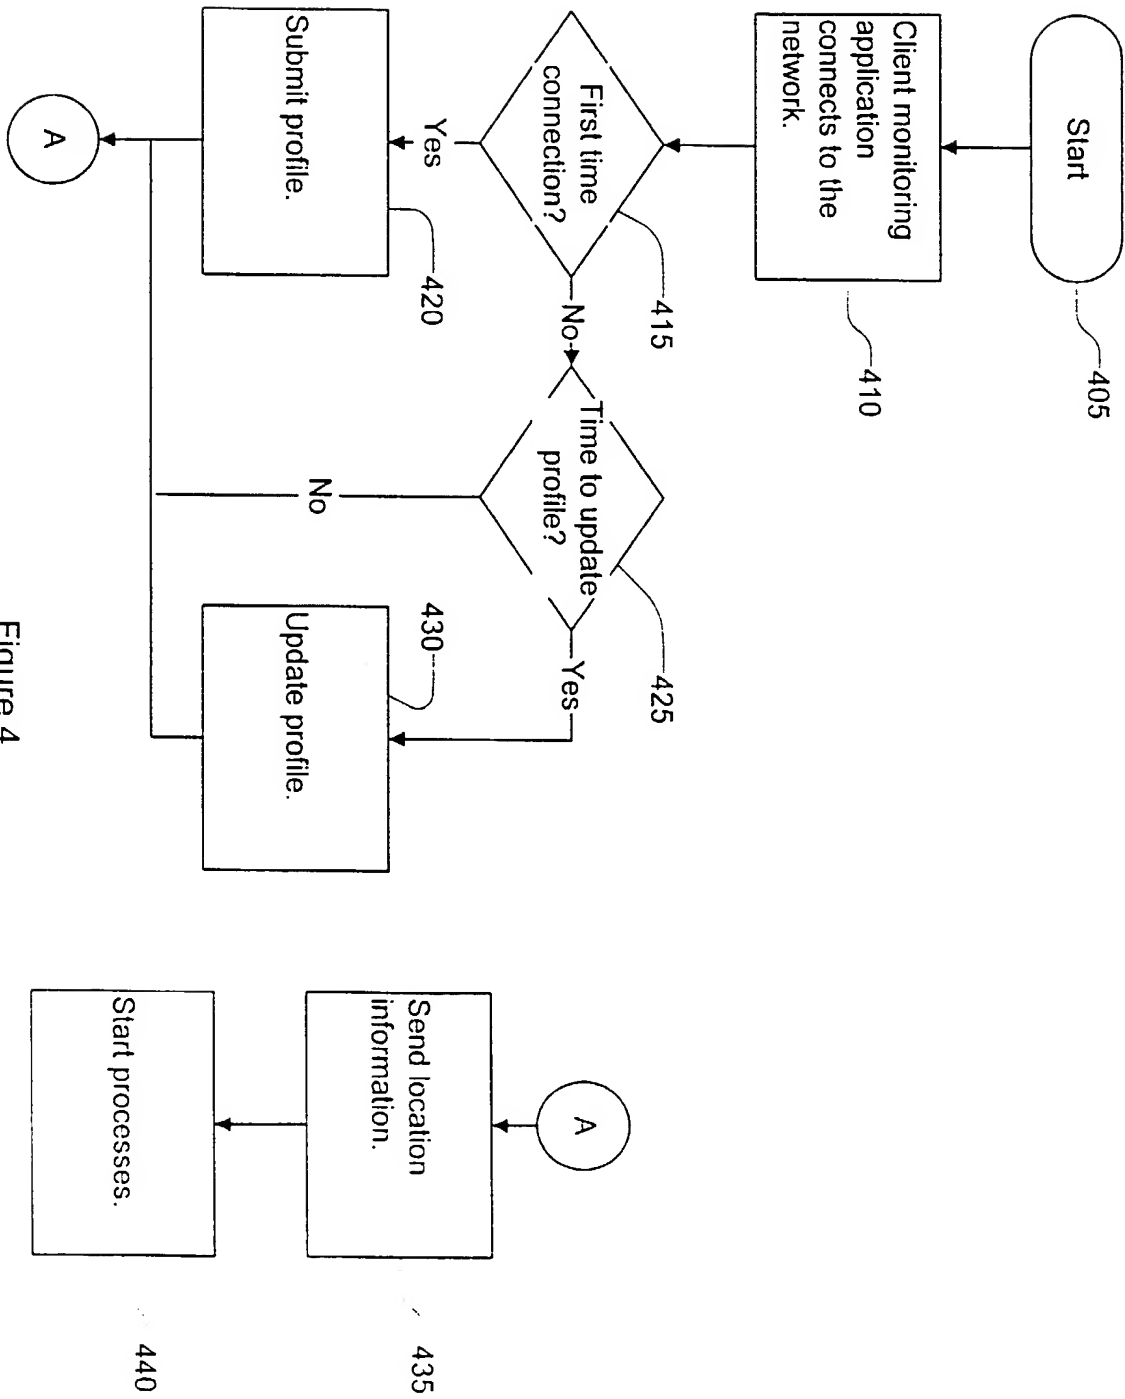 Start
405
Client monitoring
application
connects to the
network.
410
First time
connection?
415
No
Time to update
profile?
425
Yes
Submit profile.
420
No
Yes
Update profile.
430
A
A
Send location
information.
435
Start processes.
440
Figure 4